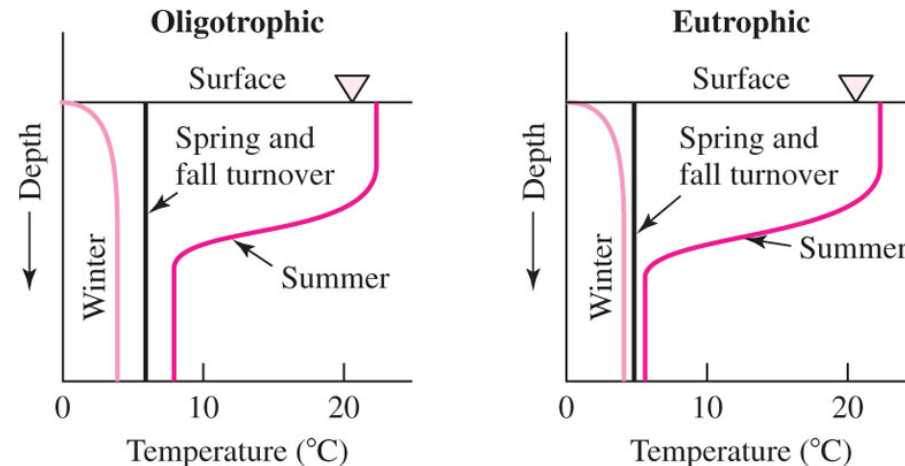 Oligotrophic
Surface
Spring and
fall turnover
Depth
Winter
Summer
0 10 20
Temperature (°C)
Eutrophic
Surface
Spring and
fall turnover
Depth
Winter
Summer
0 10 20
Temperature (°C)